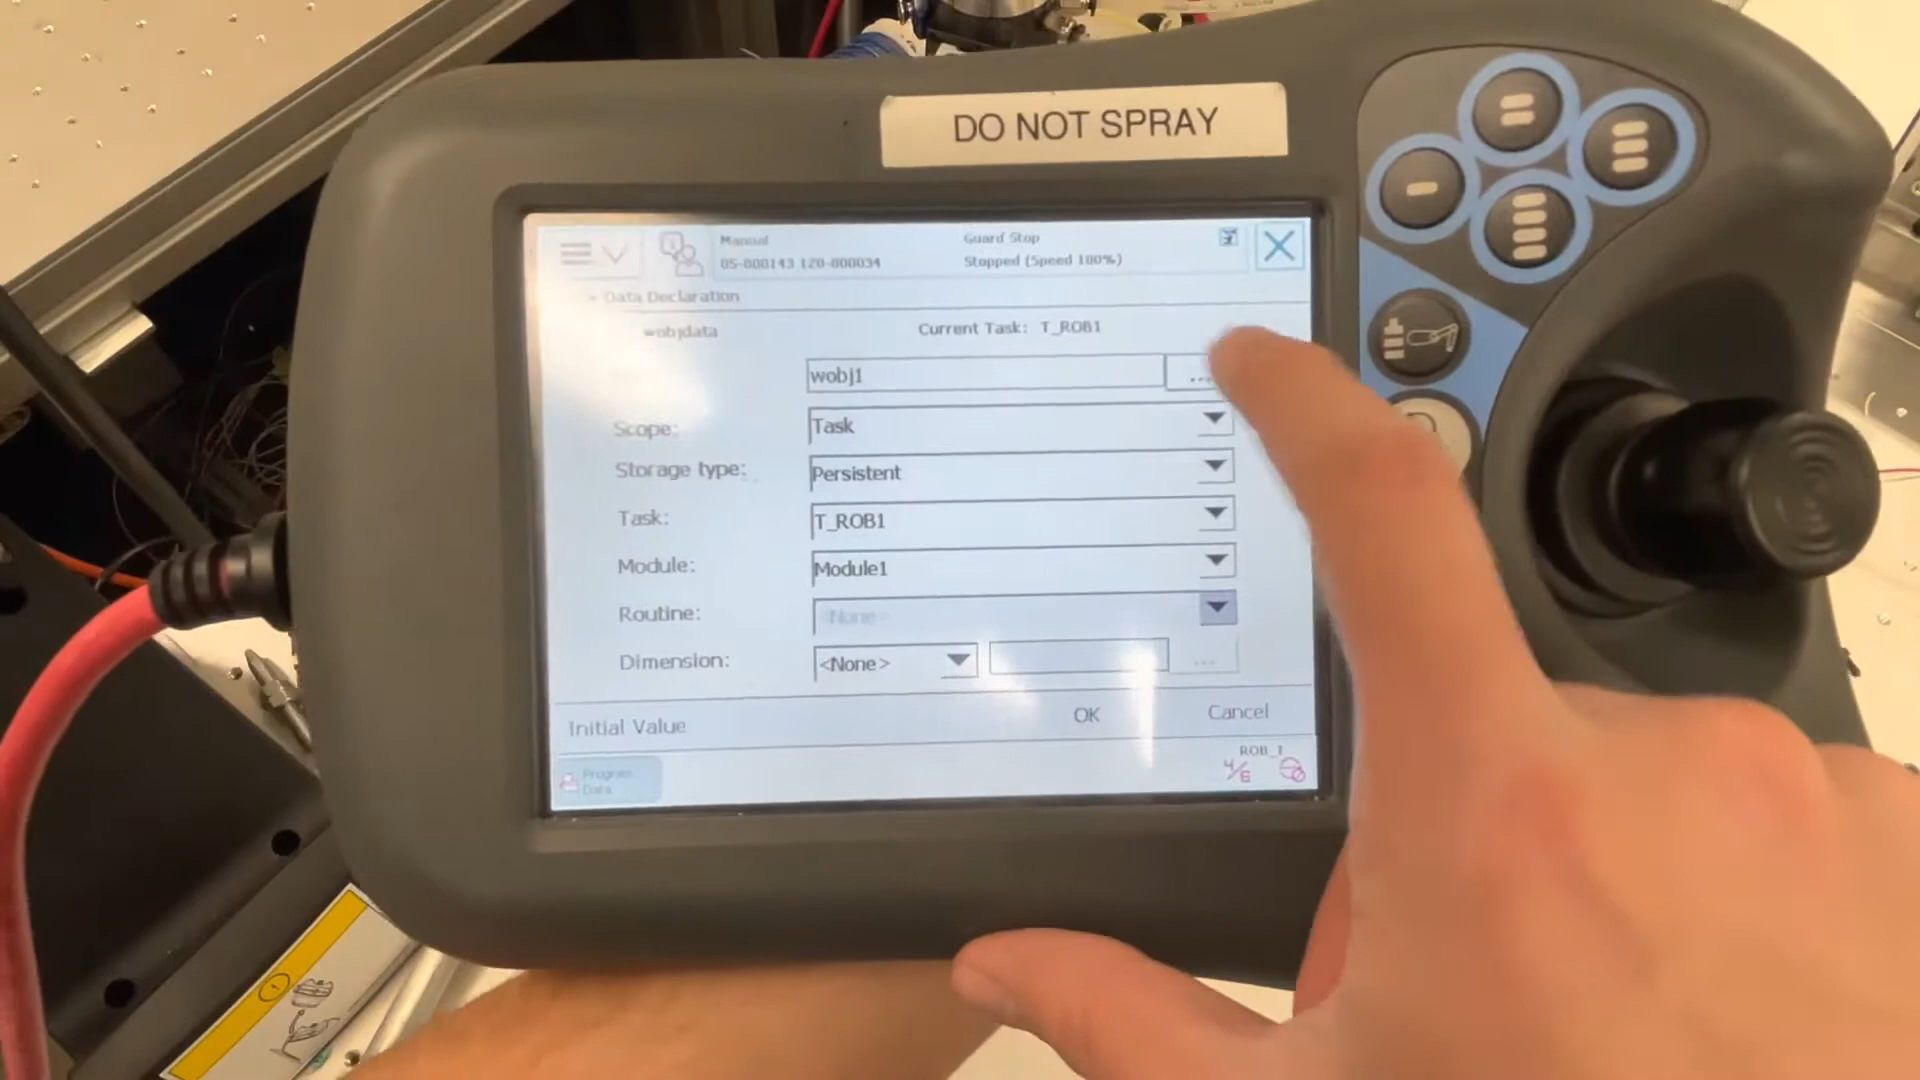 DO NOT SPRAY
Manual
05-800143 120-800034
Guard Stop
Stopped (Speed 100%)
Data Declaration
wobjdata
Current Task: T_ROB1
wobj1
...
Scope:
Task
Storage type:
Persistent
Task:
T_ROB1
Module:
Module1
Routine:
<None>
Dimension:
<None>
...
Initial Value
OK
Cancel
Program
Data
ROB_1